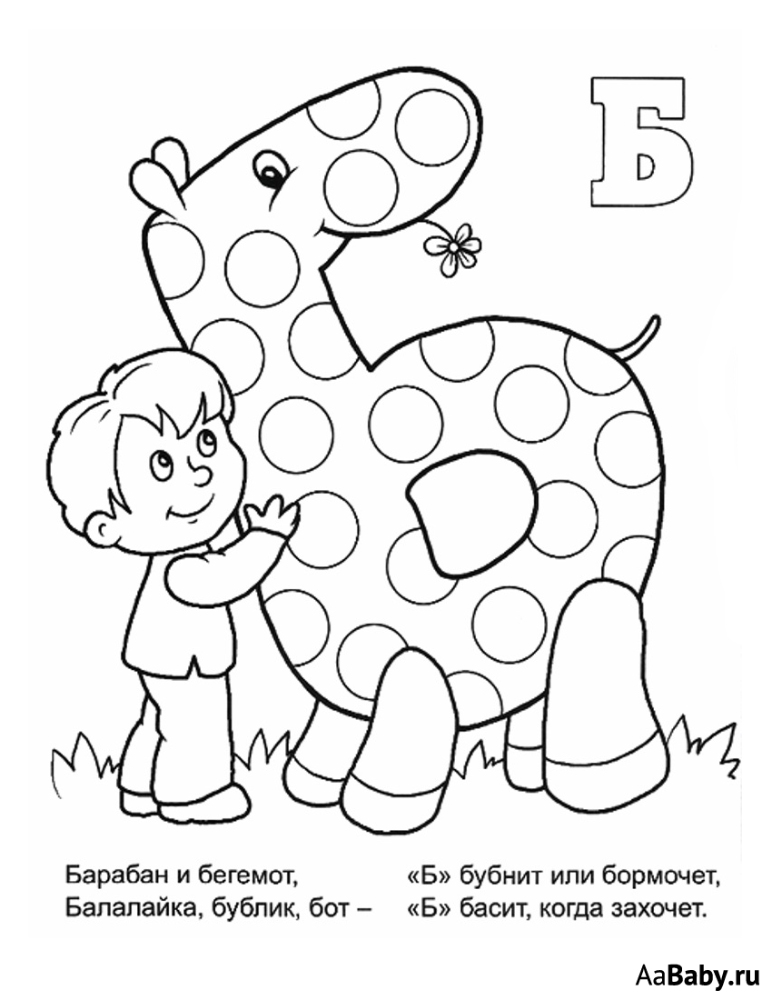 Б
Барабан и бегемот,
Балалайка, бублик, бот –
«Б» бубнит или бормочет,
«Б» басит, когда захочет.
AaBaby.ru